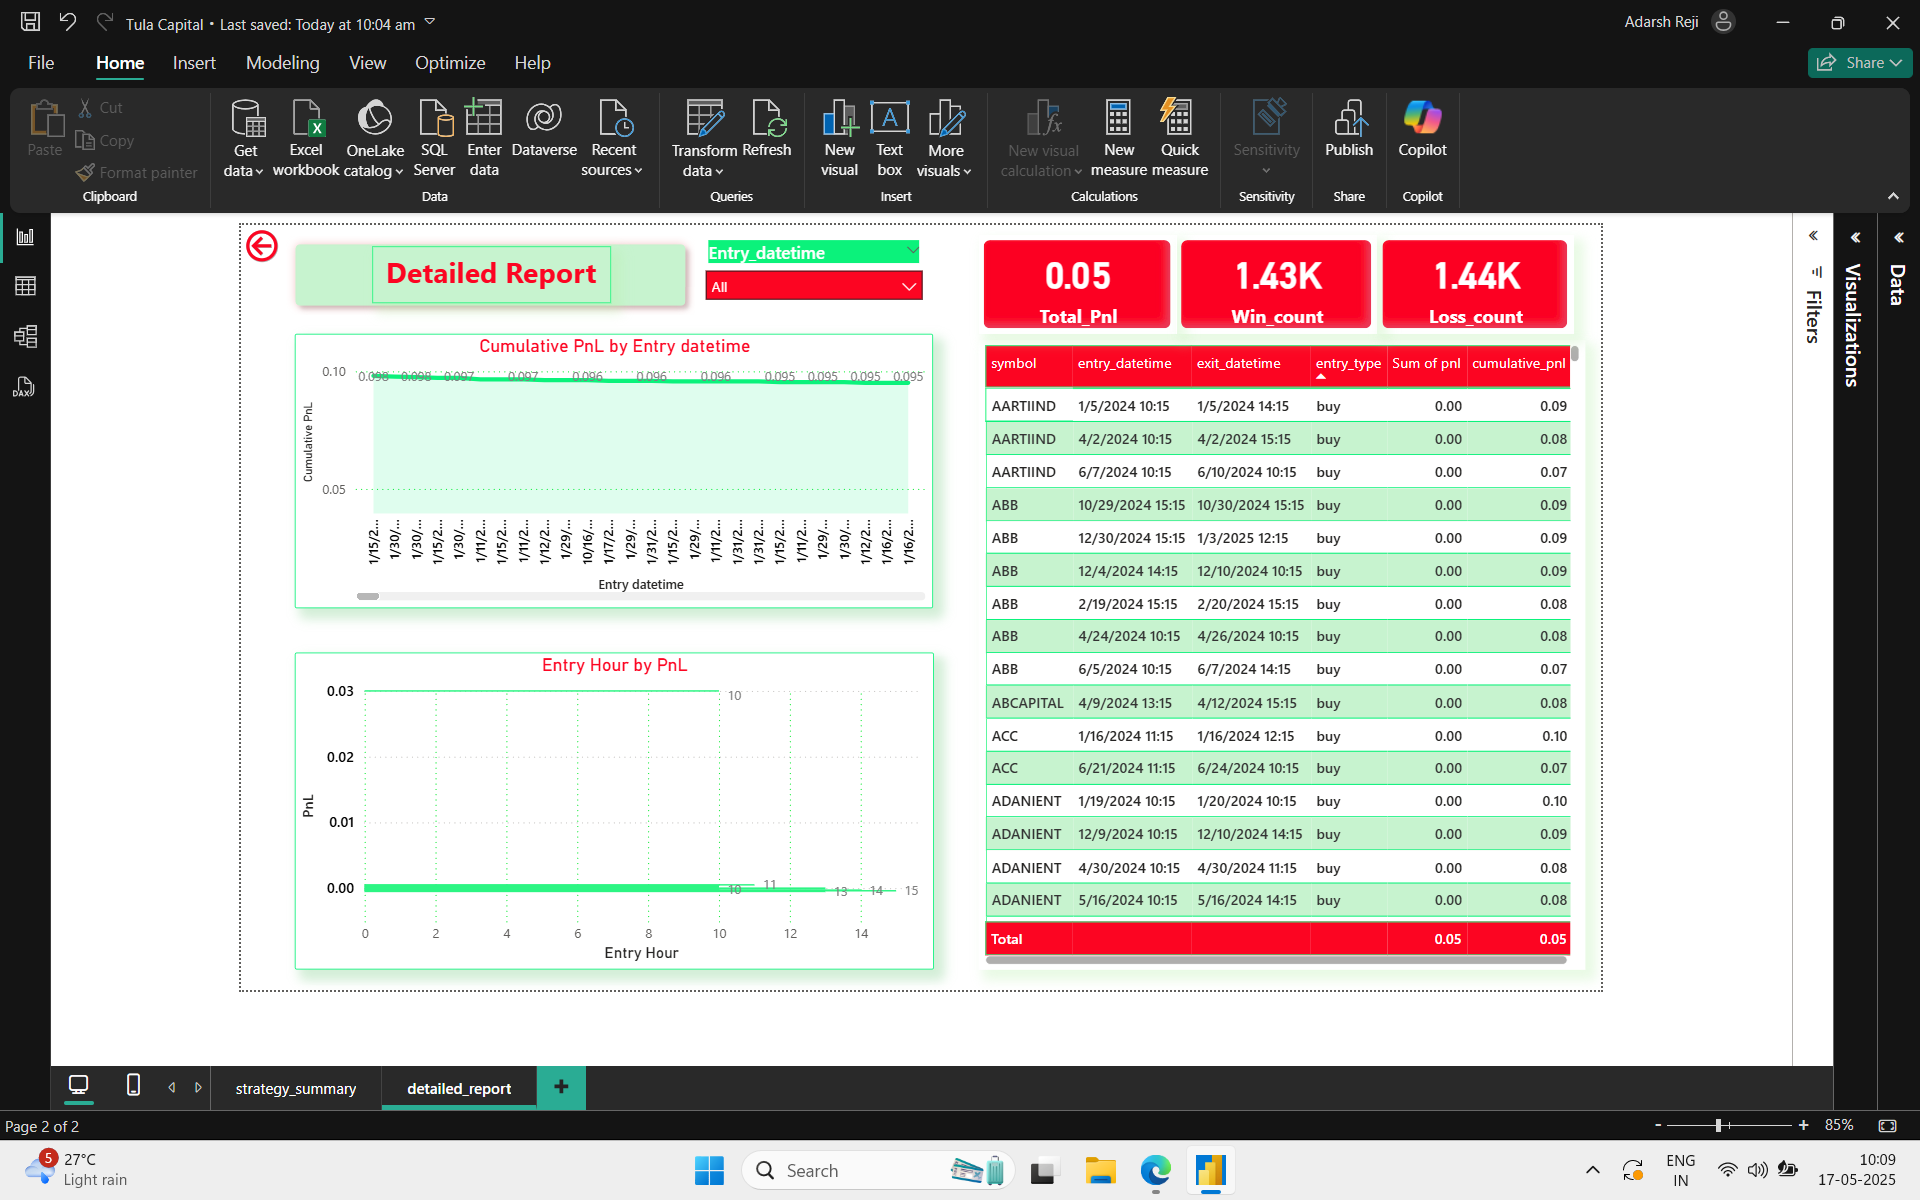 Tula Capital • Last saved: Today at 10:04 am
Adarsh Reji
File Home Insert Modeling View Optimize Help
Share
Paste
Cut
Copy
Format painter
Clipboard
Get data
Excel workbook
OneLake catalog
SQL Server
Enter data
Dataverse
Recent sources
Data
Transform data
Refresh
Queries
New visual
Text box
More visuals
Insert
New visual calculation
New measure
Quick measure
Calculations
Sensitivity
Sensitivity
Publish
Share
Copilot
Copilot
Detailed Report
Entry_datetime
All
0.05
Total_Pnl
1.43K
Win_count
1.44K
Loss_count
Filters
Visualizations
Data
Cumulative PnL by Entry datetime
Cumulative PnL
0.10
0.05
0.098 0.098 0.097 0.097 0.096 0.096 0.096 0.095 0.095 0.095 0.095
1/15/2... 1/30/... 1/30/... 1/15/2... 1/30/... 1/11/2... 1/15/2... 1/11/2... 1/12/2... 1/29/... 10/16/... 1/17/2... 1/29/... 1/31/2... 1/15/2... 1/29/... 1/11/2... 1/31/2... 1/31/2... 1/15/2... 1/11/2... 1/29/... 1/30/... 1/12/2... 1/16/2... 1/16/2...
Entry datetime
Entry Hour by PnL
PnL
0.03
0.02
0.01
0.00
10
10 11 13 14 15
0 2 4 6 8 10 12 14
Entry Hour
symbol entry_datetime exit_datetime entry_type Sum of pnl cumulative_pnl
AARTIIND 1/5/2024 10:15 1/5/2024 14:15 buy 0.00 0.09
AARTIIND 4/2/2024 10:15 4/2/2024 15:15 buy 0.00 0.08
AARTIIND 6/7/2024 10:15 6/10/2024 10:15 buy 0.00 0.07
ABB 10/29/2024 15:15 10/30/2024 15:15 buy 0.00 0.09
ABB 12/30/2024 15:15 1/3/2025 12:15 buy 0.00 0.09
ABB 12/4/2024 14:15 12/10/2024 10:15 buy 0.00 0.09
ABB 2/19/2024 15:15 2/20/2024 15:15 buy 0.00 0.08
ABB 4/24/2024 10:15 4/26/2024 10:15 buy 0.00 0.08
ABB 6/5/2024 10:15 6/7/2024 14:15 buy 0.00 0.07
ABCAPITAL 4/9/2024 13:15 4/12/2024 15:15 buy 0.00 0.08
ACC 1/16/2024 11:15 1/16/2024 12:15 buy 0.00 0.10
ACC 6/21/2024 11:15 6/24/2024 10:15 buy 0.00 0.07
ADANIENT 1/19/2024 10:15 1/20/2024 10:15 buy 0.00 0.10
ADANIENT 12/9/2024 10:15 12/10/2024 14:15 buy 0.00 0.09
ADANIENT 4/30/2024 10:15 4/30/2024 11:15 buy 0.00 0.08
ADANIENT 5/16/2024 10:15 5/16/2024 14:15 buy 0.00 0.08
Total 0.05 0.05
DAX
strategy_summary detailed_report +
Page 2 of 2
- + 85%
5
27°C
Light rain
Search
ENG
IN
10:09
17-05-2025